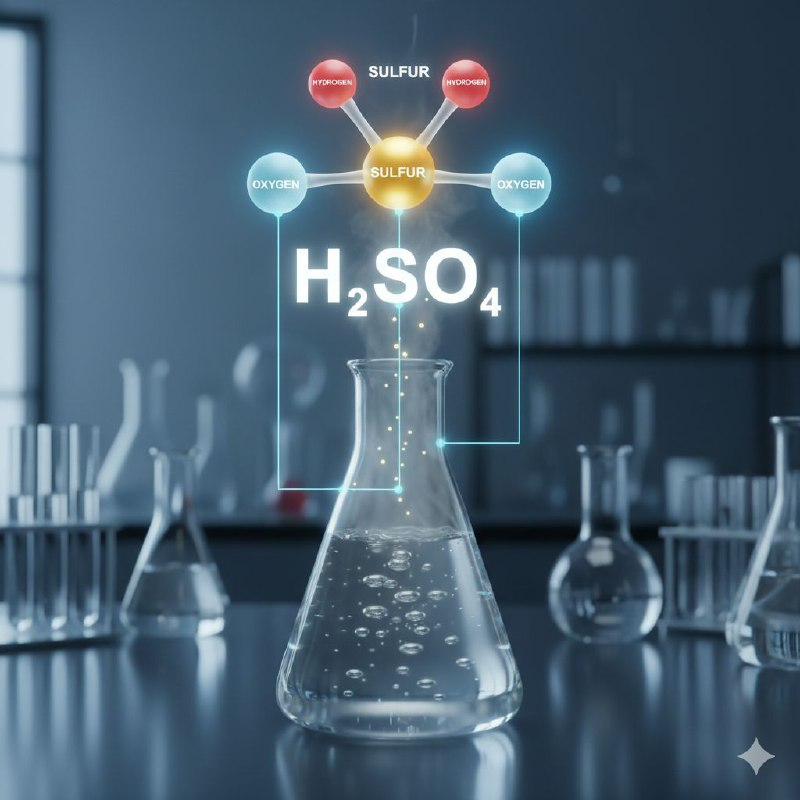 SULFUR
HYDROGEN HYDROGEN
OXYGEN SULFUR OXYGEN
H₂SO₄